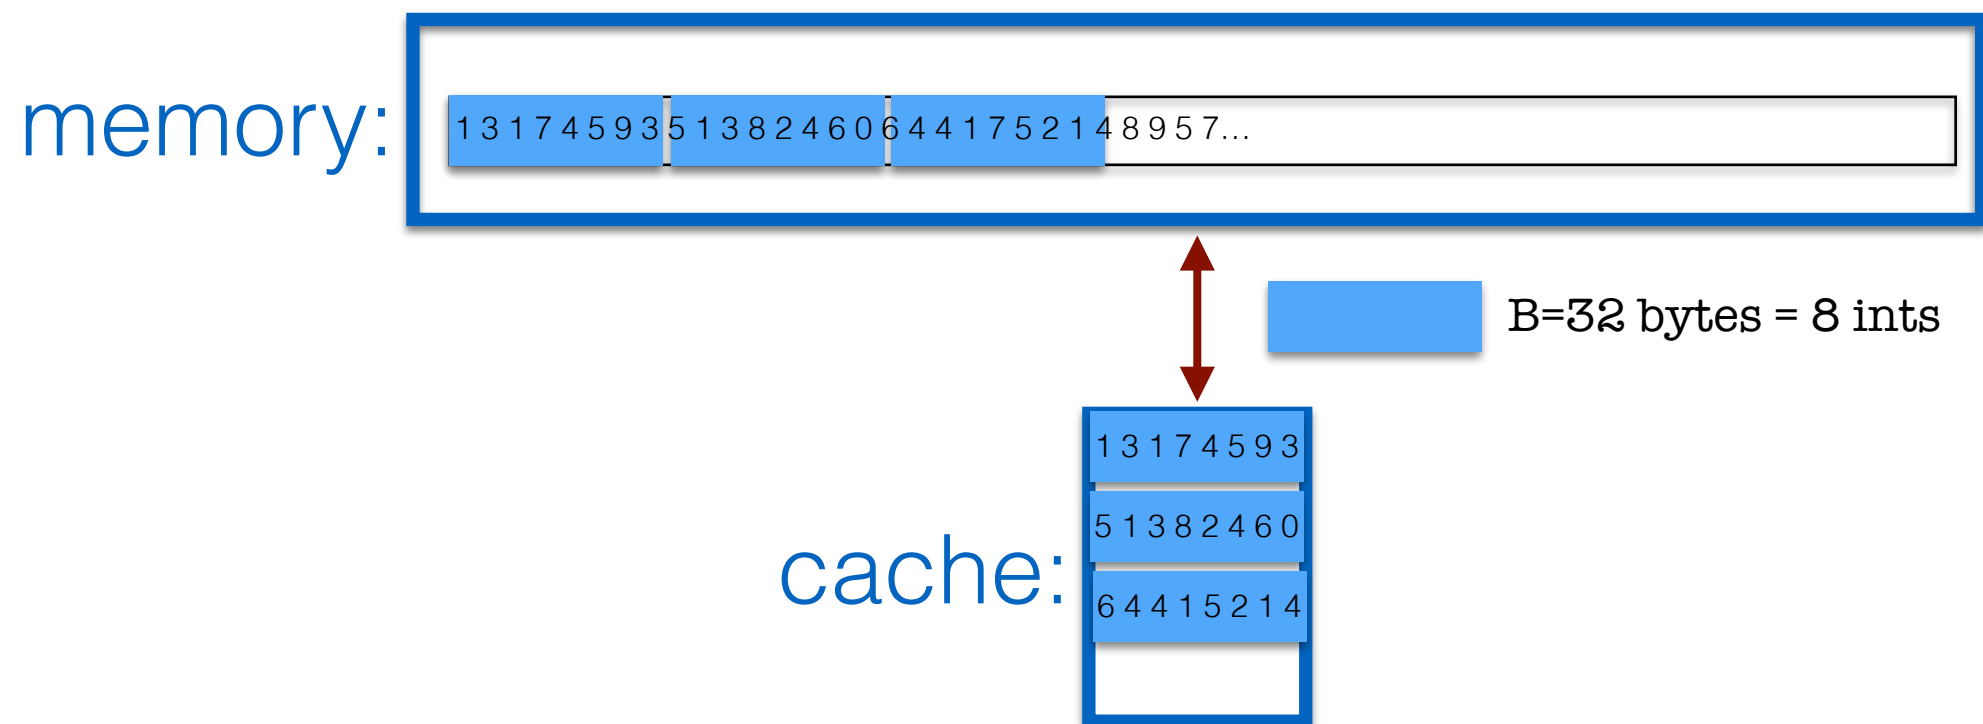 memory:
1 3 1 7 4 5 9 3 5 1 3 8 2 4 6 0 6 4 4 1 7 5 2 1 4 8 9 5 7...
B=32 bytes = 8 ints
1 3 1 7 4 5 9 3
5 1 3 8 2 4 6 0
cache:
6 4 4 1 5 2 1 4